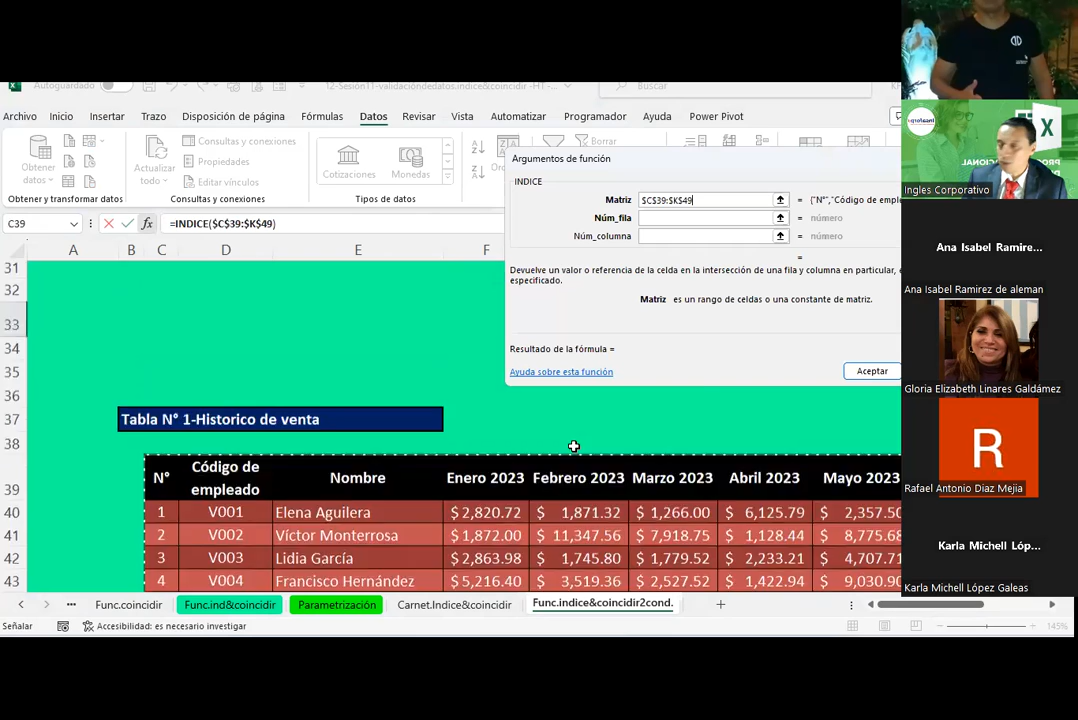 Autoguardado
12-Sesión11-validacióndedatos.indice&coincidir -HT -...
Buscar
Archivo Inicio Insertar Trazo Disposición de página Fórmulas Datos Revisar Vista Automatizar Programador Ayuda Power Pivot
Obtener datos
Consultas y conexiones
Propiedades
Editar vínculos
Actualizar todo
Cotizaciones
Monedas
Borrar
Obtener y transformar datos
Consultas y conexiones
Tipos de datos
Argumentos de función
INDICE
Matriz $C$39:$K$49 = {"N°","Código de emple
Núm_fila = número
Núm_columna = número
=
Devuelve un valor o referencia de la celda en la intersección de una fila y columna en particular, e
especificado.
Matriz es un rango de celdas o una constante de matriz.
Resultado de la fórmula =
Ayuda sobre esta función
Aceptar
C39 fx =INDICE($C$39:$K$49)
A B C D E F
31
32
33
34
35
36
37 Tabla N° 1-Historico de venta
38
39 N° Código de empleado Nombre Enero 2023 Febrero 2023 Marzo 2023 Abril 2023 Mayo 2023
40 1 V001 Elena Aguilera $ 2,820.72 $ 1,871.32 $ 1,266.00 $ 6,125.79 $ 2,357.50
41 2 V002 Víctor Monterrosa $ 1,872.00 $ 11,347.56 $ 7,918.75 $ 1,128.44 $ 8,775.68
42 3 V003 Lidia García $ 2,863.98 $ 1,745.80 $ 1,779.52 $ 2,233.21 $ 4,707.71
43 4 V004 Francisco Hernández $ 5,216.40 $ 3,519.36 $ 2,527.52 $ 1,422.94 $ 9,030.90
Func.coincidir Func.ind&coincidir Parametrización Carnet.Indice&coincidir Func.indice&coincidir2cond.
Señalar Accesibilidad: es necesario investigar 145%
Ingles Corporativo
Ana Isabel Ramire...
Ana Isabel Ramirez de aleman
Gloria Elizabeth Linares Galdámez
R
Rafael Antonio Diaz Mejia
Karla Michell Lóp...
Karla Michell López Galeas